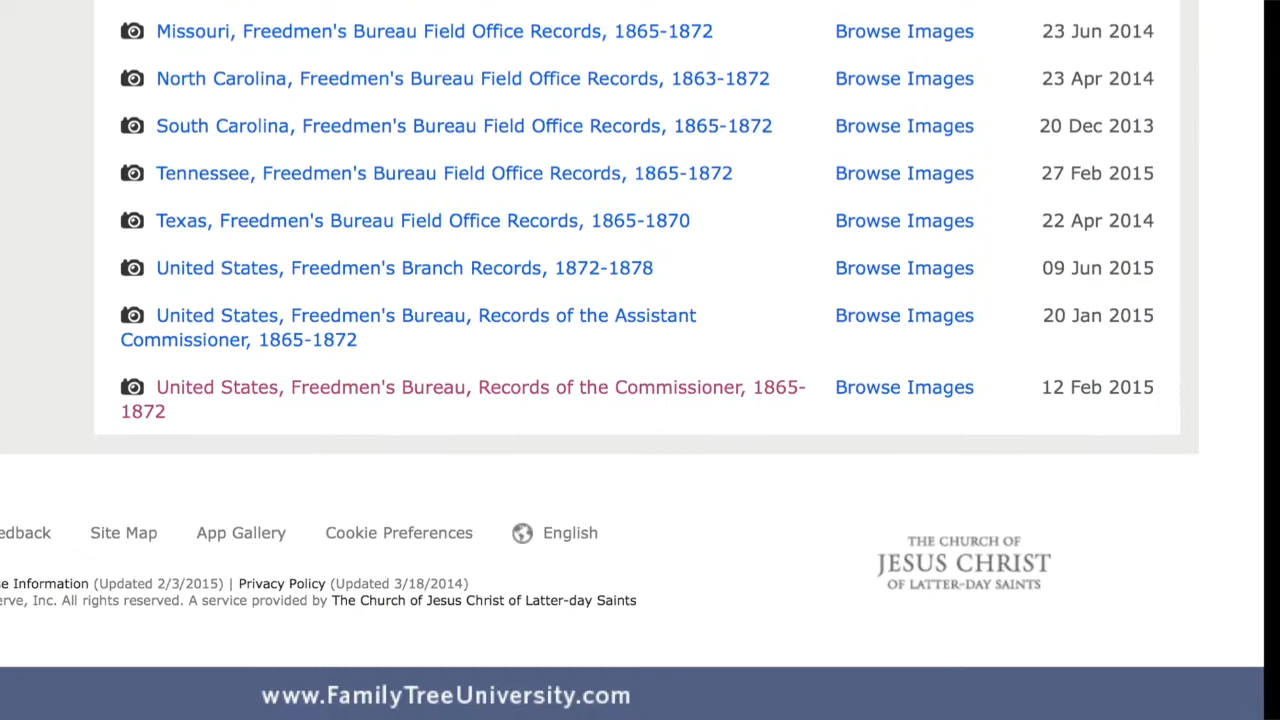 Missouri, Freedmen's Bureau Field Office Records, 1865-1872 Browse Images 23 Jun 2014
North Carolina, Freedmen's Bureau Field Office Records, 1863-1872 Browse Images 23 Apr 2014
South Carolina, Freedmen's Bureau Field Office Records, 1865-1872 Browse Images 20 Dec 2013
Tennessee, Freedmen's Bureau Field Office Records, 1865-1872 Browse Images 27 Feb 2015
Texas, Freedmen's Bureau Field Office Records, 1865-1870 Browse Images 22 Apr 2014
United States, Freedmen's Branch Records, 1872-1878 Browse Images 09 Jun 2015
United States, Freedmen's Bureau, Records of the Assistant Browse Images 20 Jan 2015
Commissioner, 1865-1872
United States, Freedmen's Bureau, Records of the Commissioner, 1865- Browse Images 12 Feb 2015
1872
edback Site Map App Gallery Cookie Preferences English
THE CHURCH OF
JESUS CHRIST
OF LATTER-DAY SAINTS
e Information (Updated 2/3/2015) | Privacy Policy (Updated 3/18/2014)
erve, Inc. All rights reserved. A service provided by The Church of Jesus Christ of Latter-day Saints
www.FamilyTreeUniversity.com